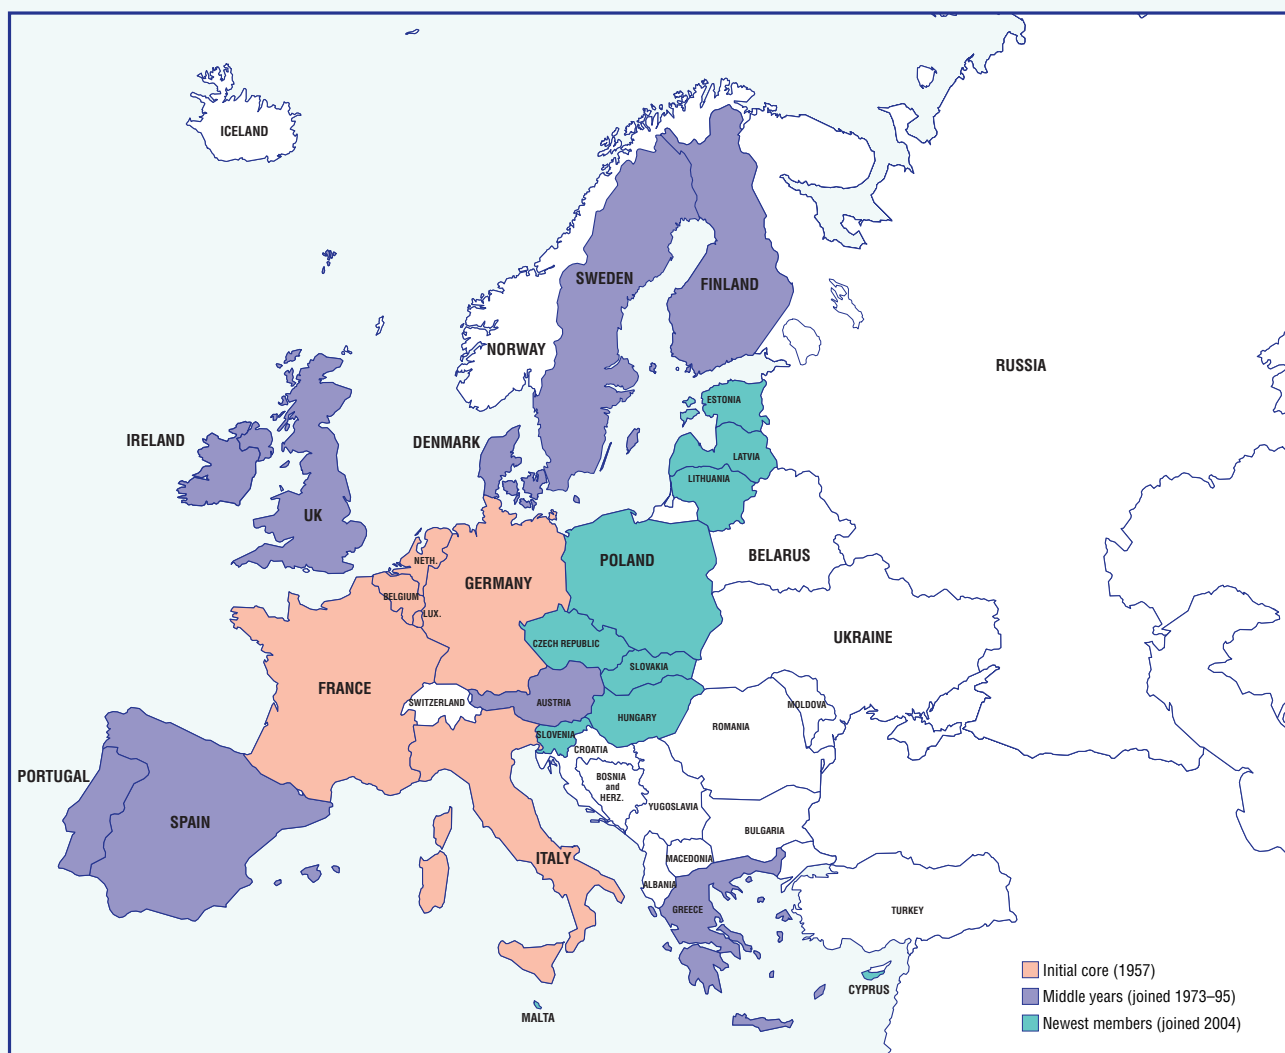 ICELAND
SWEDEN
FINLAND
NORWAY
RUSSIA
ESTONIA
IRELAND
DENMARK
LATVIA
LITHUANIA
UK
BELARUS
POLAND
NETH.
GERMANY
BELGIUM
LUX.
UKRAINE
CZECH REPUBLIC
SLOVAKIA
FRANCE
SWITZERLAND
AUSTRIA
MOLDOVA
HUNGARY
ROMANIA
SLOVENIA
CROATIA
PORTUGAL
BOSNIA
and
HERZ.
YUGOSLAVIA
SPAIN
BULGARIA
ITALY
MACEDONIA
ALBANIA
GREECE
TURKEY
CYPRUS
MALTA
Initial core (1957)
Middle years (joined 1973–95)
Newest members (joined 2004)